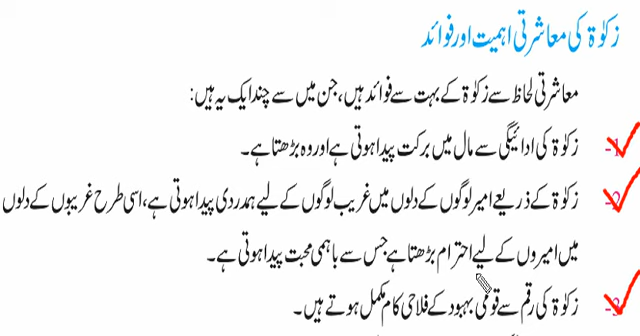 زکوٰۃ کی معاشرتی اہمیت اور فوائد
معاشرتی لحاظ سے زکوٰۃ کے بہت سے فوائد ہیں، جن میں سے چند ایک یہ ہیں:
1- زکوٰۃ کی ادائیگی سے مال میں برکت پیدا ہوتی ہے اور وہ بڑھتا ہے۔
2- زکوٰۃ کے ذریعے امیر لوگوں کے دلوں میں غریب لوگوں کے لیے ہمدردی پیدا ہوتی ہے، اسی طرح غریبوں کے دلوں
میں امیروں کے لیے احترام بڑھتا ہے جس سے باہمی محبت پیدا ہوتی ہے۔
3- زکوٰۃ کی رقم سے قومی بہبود کے فلاحی کام مکمل ہوتے ہیں۔